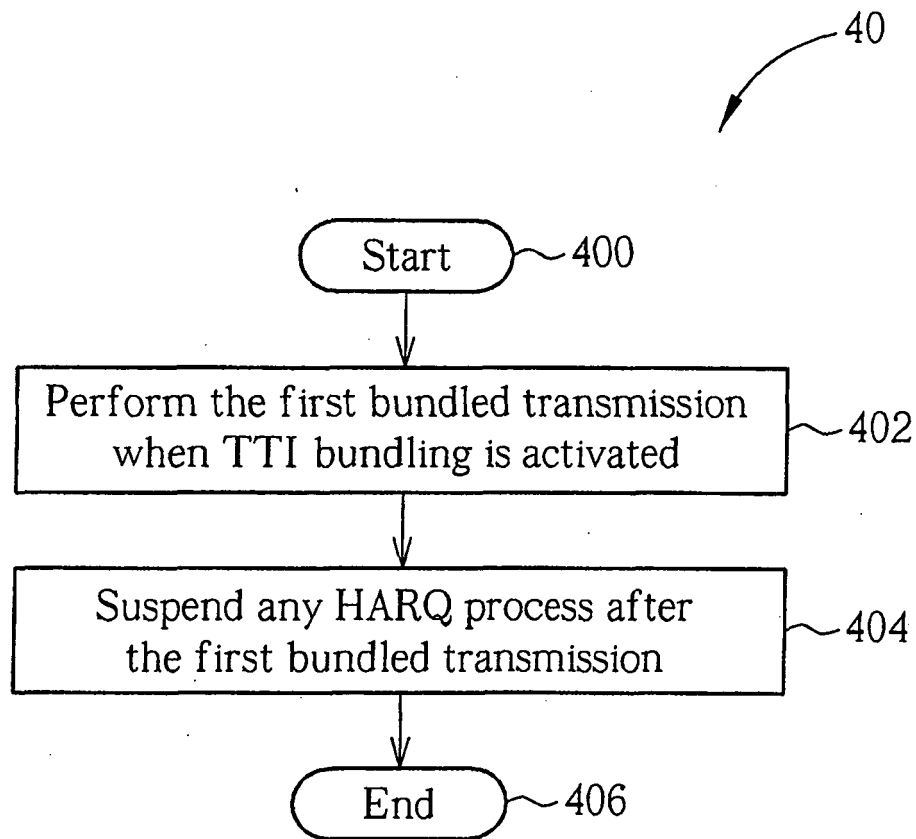 40
Start
400
Perform the first bundled transmission
when TTI bundling is activated
402
Suspend any HARQ process after
the first bundled transmission
404
End
406